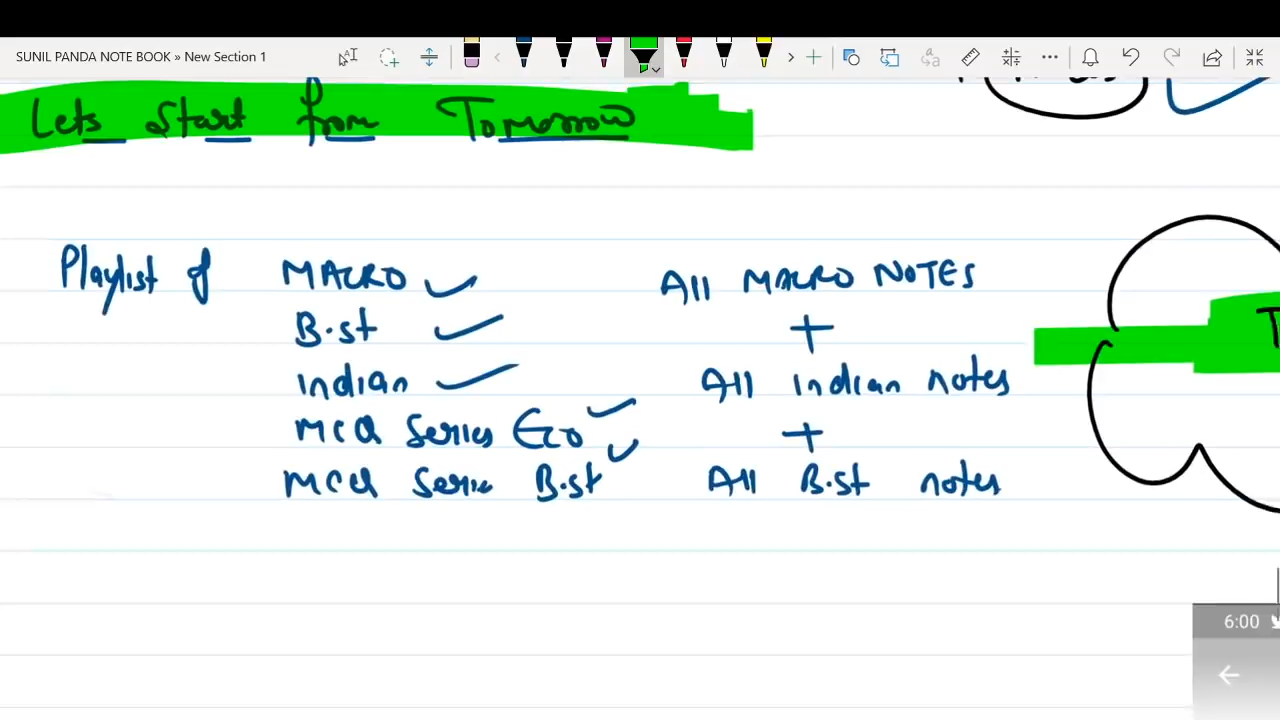 SUNIL PANDA NOTE BOOK » New Section 1
Lets Start from Tomorrow
Playlist of MACRO All MACRO NOTES
B.st +
Indian All Indian notes
MCQ Series Eco +
MCQ Serie B.st All B.st notes
6:00